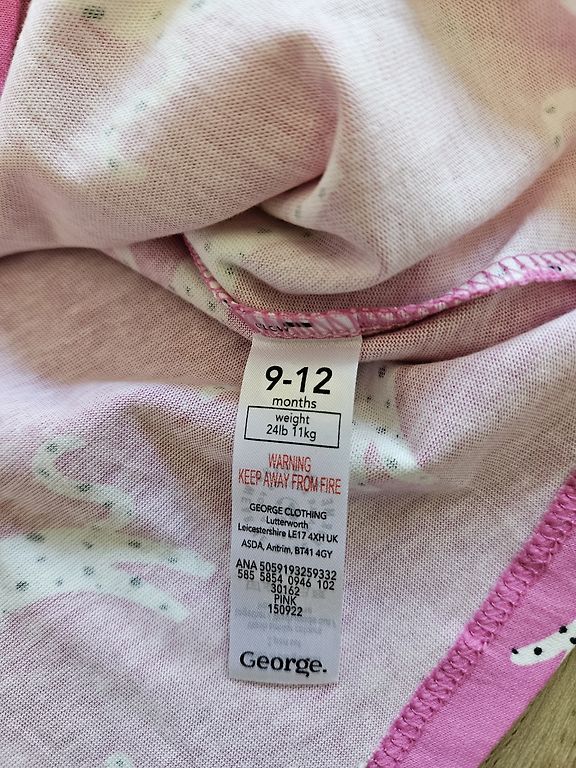 9-12
months
weight
24lb 11kg
WARNING
KEEP AWAY FROM FIRE
GEORGE CLOTHING
Lutterworth
Leicestershire LE17 4XH UK
ASDA, Antrim, BT41 4GY
ANA 5059193259332
585 5854 0946 102
30162
PINK
150922
George.